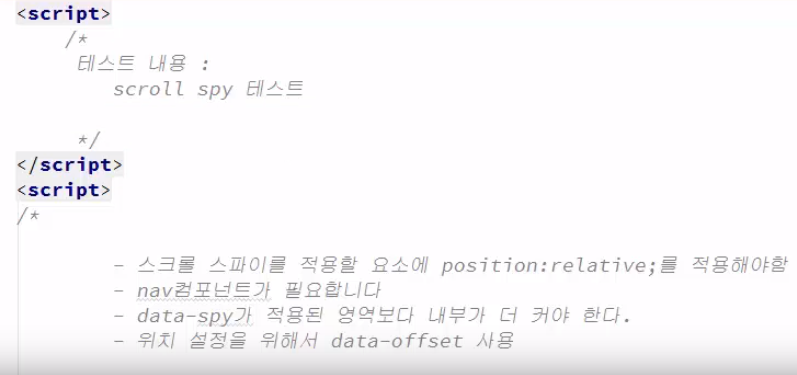 <script>
/*
테스트 내용 :
scroll spy 테스트
*/
</script>
<script>
/*
- 스크롤 스파이를 적용할 요소에 position:relative;를 적용해야함
- nav컴포넌트가 필요합니다
- data-spy가 적용된 영역보다 내부가 더 커야 한다.
- 위치 설정을 위해서 data-offset 사용